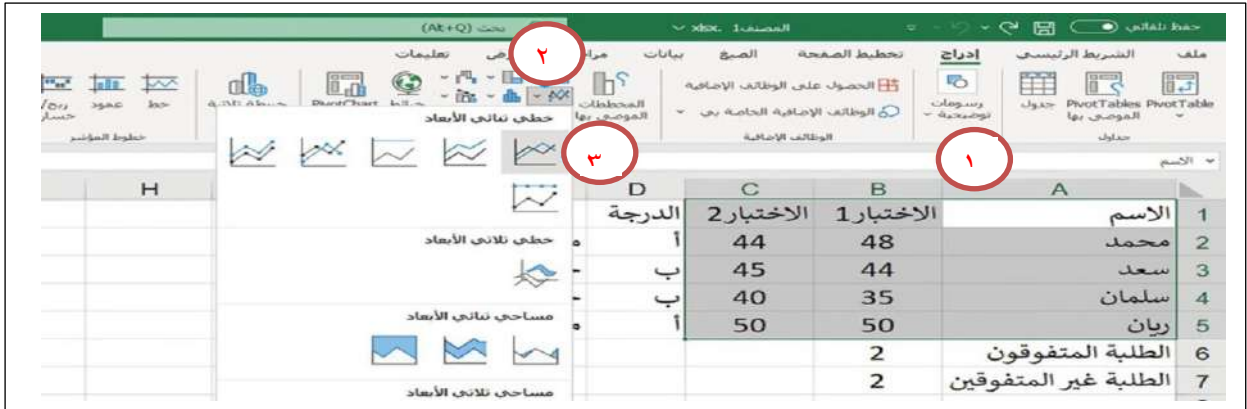 حفظ تلقائي المصنف1 .xlsx بحث (Alt+Q)
ملف الشريط الرئيسي إدراج تخطيط الصفحة الصيغ بيانات تعليمات
٢
PivotTable PivotTables الموصى بها جدول
رسومات توضيحية
الحصول على الوظائف الإضافية
الوظائف الإضافية الخاصة بي
المخططات الموصى بها
خرائط PivotChart خط عمود
جداول الوظائف الإضافية خطوط المؤشر
خطي ثنائي الأبعاد
١
٣
الاسم
A B C D H
1 الاسم الاختبار1 الاختبار2 الدرجة
2 محمد 48 44 أ
3 سعد 44 45 ب
4 سلمان 35 40 ب
5 ريان 50 50 أ
6 الطلبة المتفوقون 2
7 الطلبة غير المتفوقين 2
خطي ثلاثي الأبعاد
مساحي ثنائي الأبعاد
مساحي ثلاثي الأبعاد